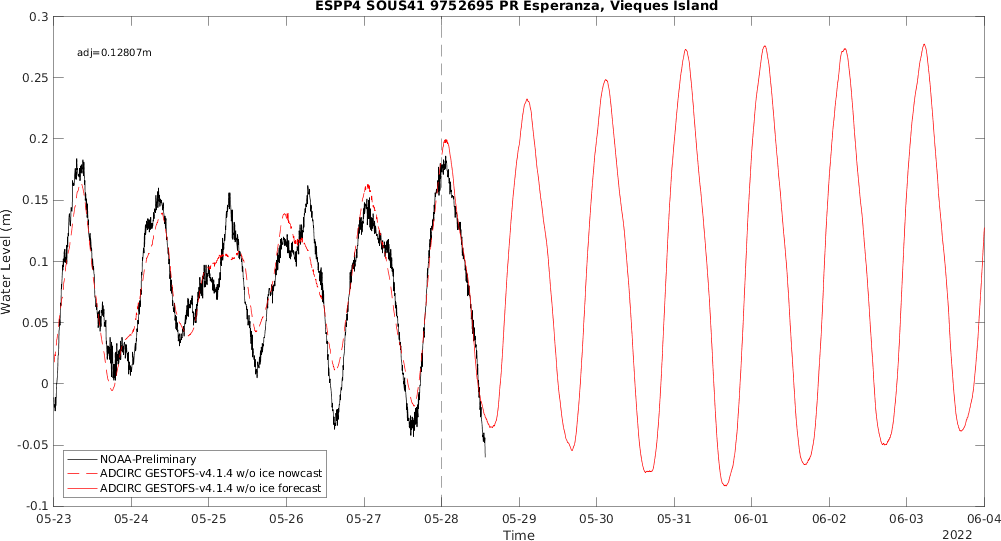 ESPP4 SOUS41 9752695 PR Esperanza, Vieques Island
0.3
adj=0.12807m
0.25
0.2
0.15
0.1
0.05
0
-0.05
-0.1
Water Level (m)
NOAA-Preliminary
ADCIRC GESTOFS-v4.1.4 w/o ice nowcast
ADCIRC GESTOFS-v4.1.4 w/o ice forecast
05-23 05-24 05-25 05-26 05-27 05-28 05-29 05-30 05-31 06-01 06-02 06-03 06-04
Time
2022